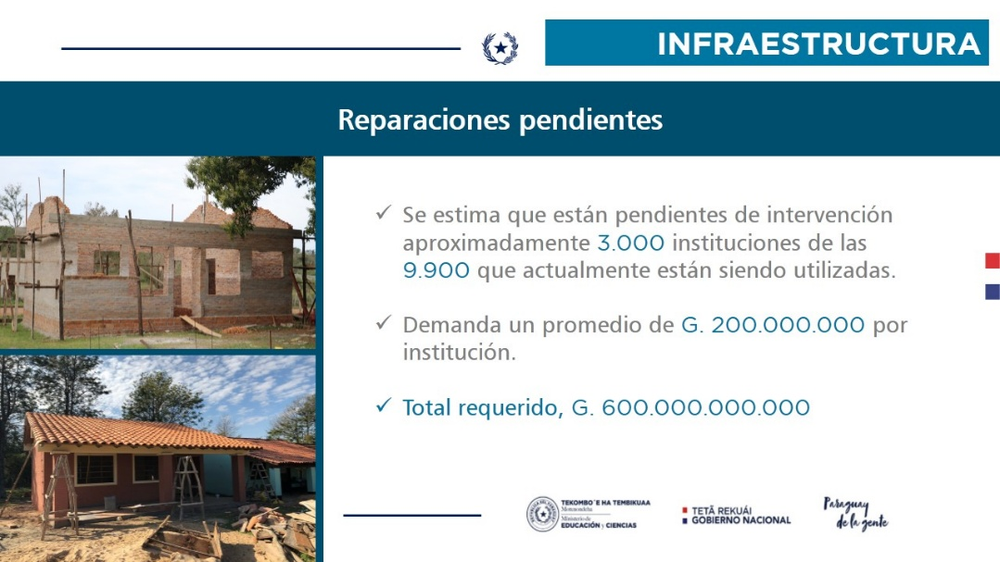 INFRAESTRUCTURA
Reparaciones pendientes
✓ Se estima que están pendientes de intervención
aproximadamente 3.000 instituciones de las
9.900 que actualmente están siendo utilizadas.
✓ Demanda un promedio de G. 200.000.000 por
institución.
✓ Total requerido, G. 600.000.000.000
TEKOMBO´E HA TEMBIKUAA
Motenondeha
Ministerio de
EDUCACIÓN y CIENCIAS
TETÃ REKUÁI
GOBIERNO NACIONAL
Paraguay
de la gente